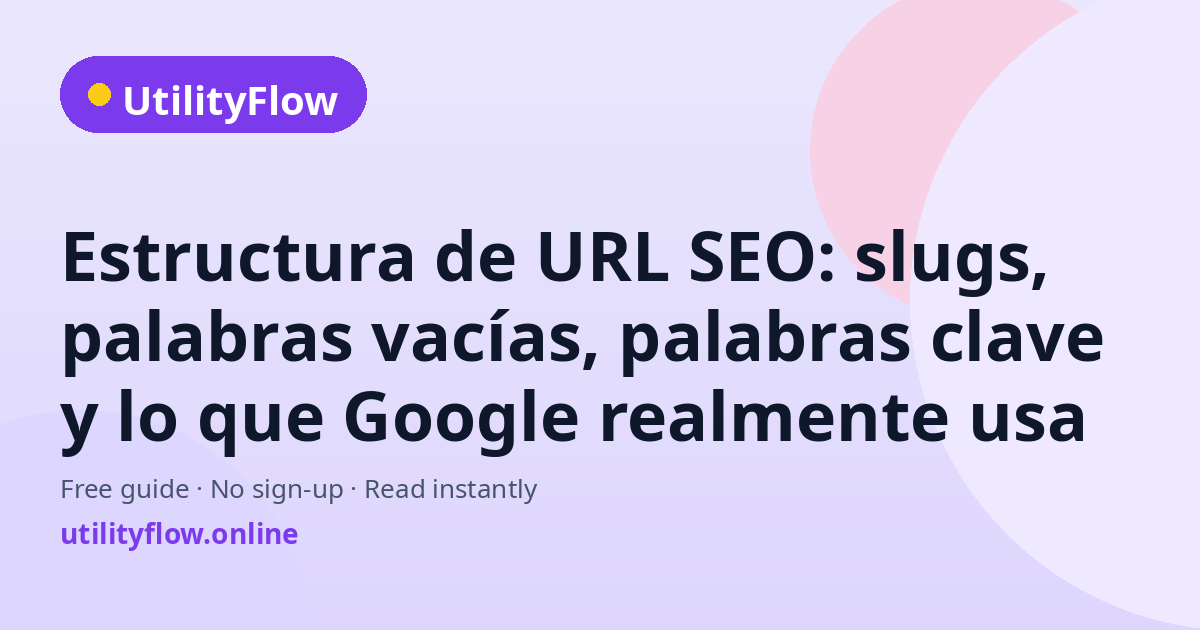 UtilityFlow
Estructura de URL SEO: slugs,
palabras vacías, palabras clave
y lo que Google realmente usa
Free guide · No sign-up · Read instantly
utilityflow.online